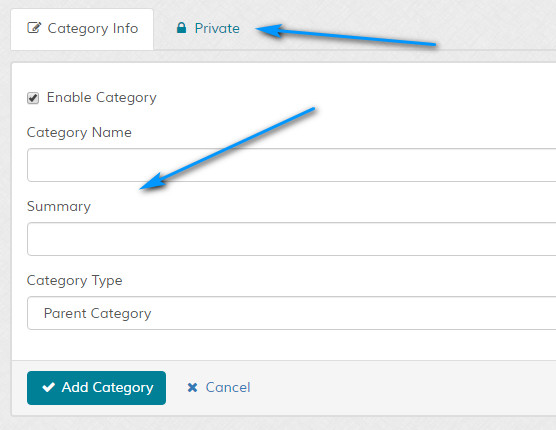 Category Info Private
Enable Category
Category Name
Summary
Category Type
Parent Category
Add Category Cancel